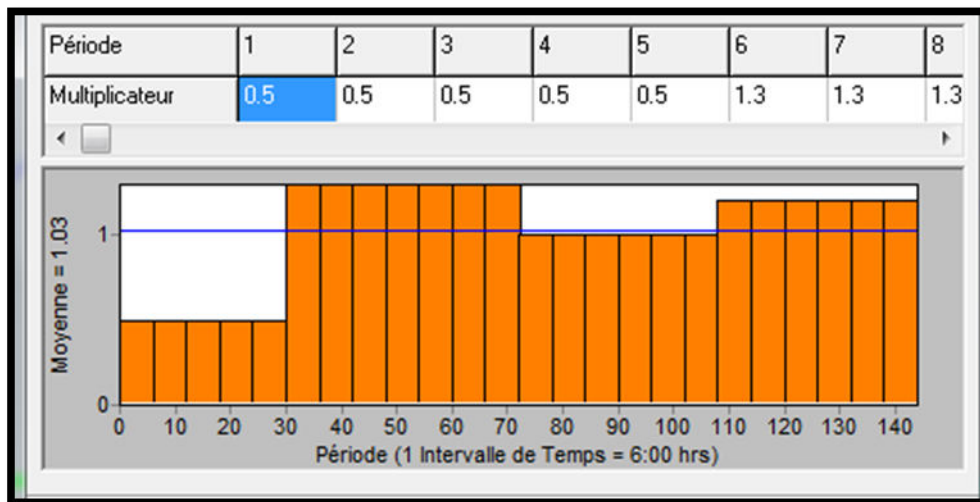 Période 1 2 3 4 5 6 7 8
Multiplicateur 0.5 0.5 0.5 0.5 0.5 1.3 1.3 1.3
Moyenne = 1.03
1
0
0 10 20 30 40 50 60 70 80 90 100 110 120 130 140
Période (1 Intervalle de Temps = 6:00 hrs)